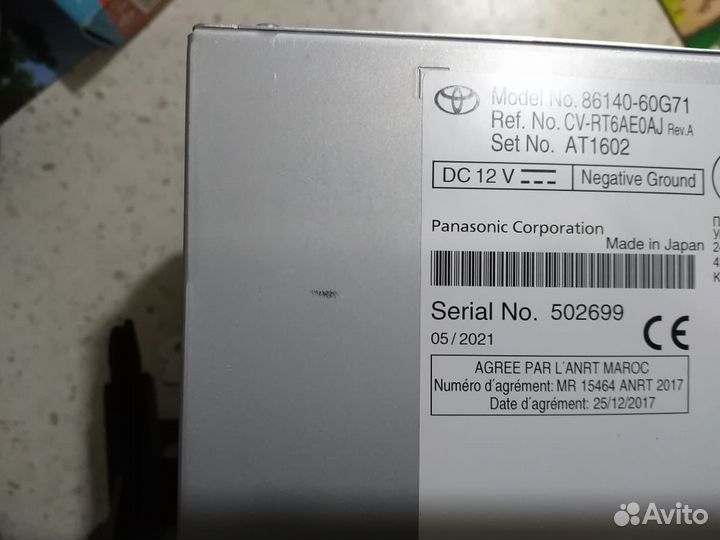 Model No. 86140-60G71
Ref. No. CV-RT6AE0AJ Rev.A
Set No. AT1602
DC 12 V
Negative Ground
Panasonic Corporation
Made in Japan
Serial No. 502699
05/2021
CE
AGREE PAR L'ANRT MAROC
Numéro d'agrément: MR 15464 ANRT 2017
Date d'agrément: 25/12/2017
Avito